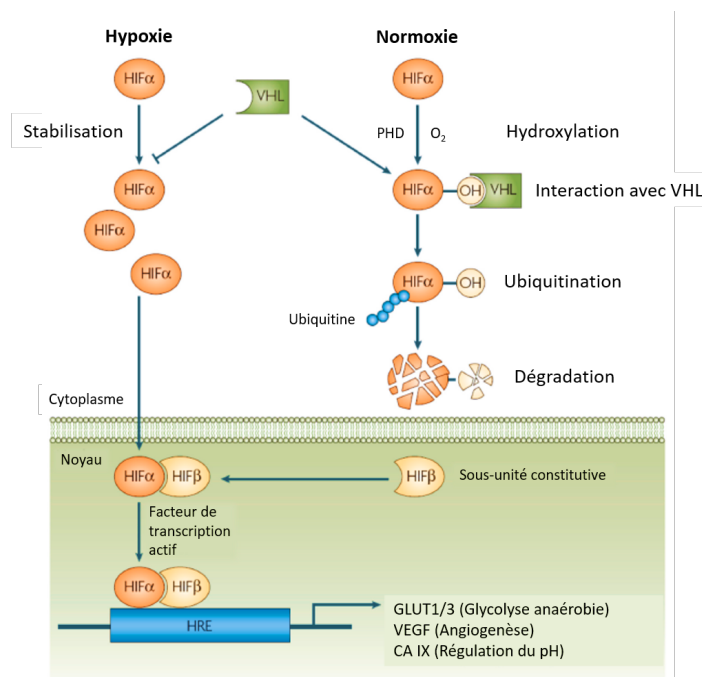 Hypoxie
Normoxie
HIFα
HIFα
VHL
Stabilisation
PHD O₂
Hydroxylation
HIFα
HIFα OH VHL
Interaction avec VHL
HIFα
HIFα
HIFα OH
Ubiquitination
Ubiquitine
Dégradation
Cytoplasme
Noyau
HIFα HIFβ
HIFβ
Sous-unité constitutive
Facteur de
transcription
actif
HIFα HIFβ
HRE
GLUT1/3 (Glycolyse anaérobie)
VEGF (Angiogenèse)
CA IX (Régulation du pH)